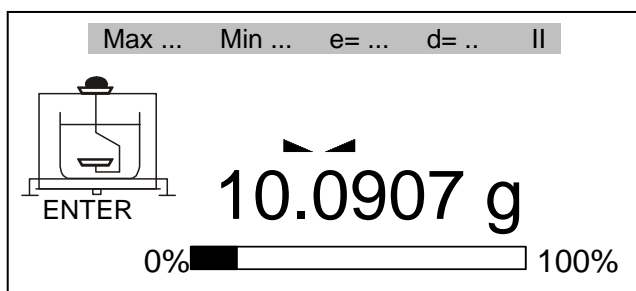 Max ... Min ... e= ... d= .. II
10.0907 g
ENTER
0% 100%